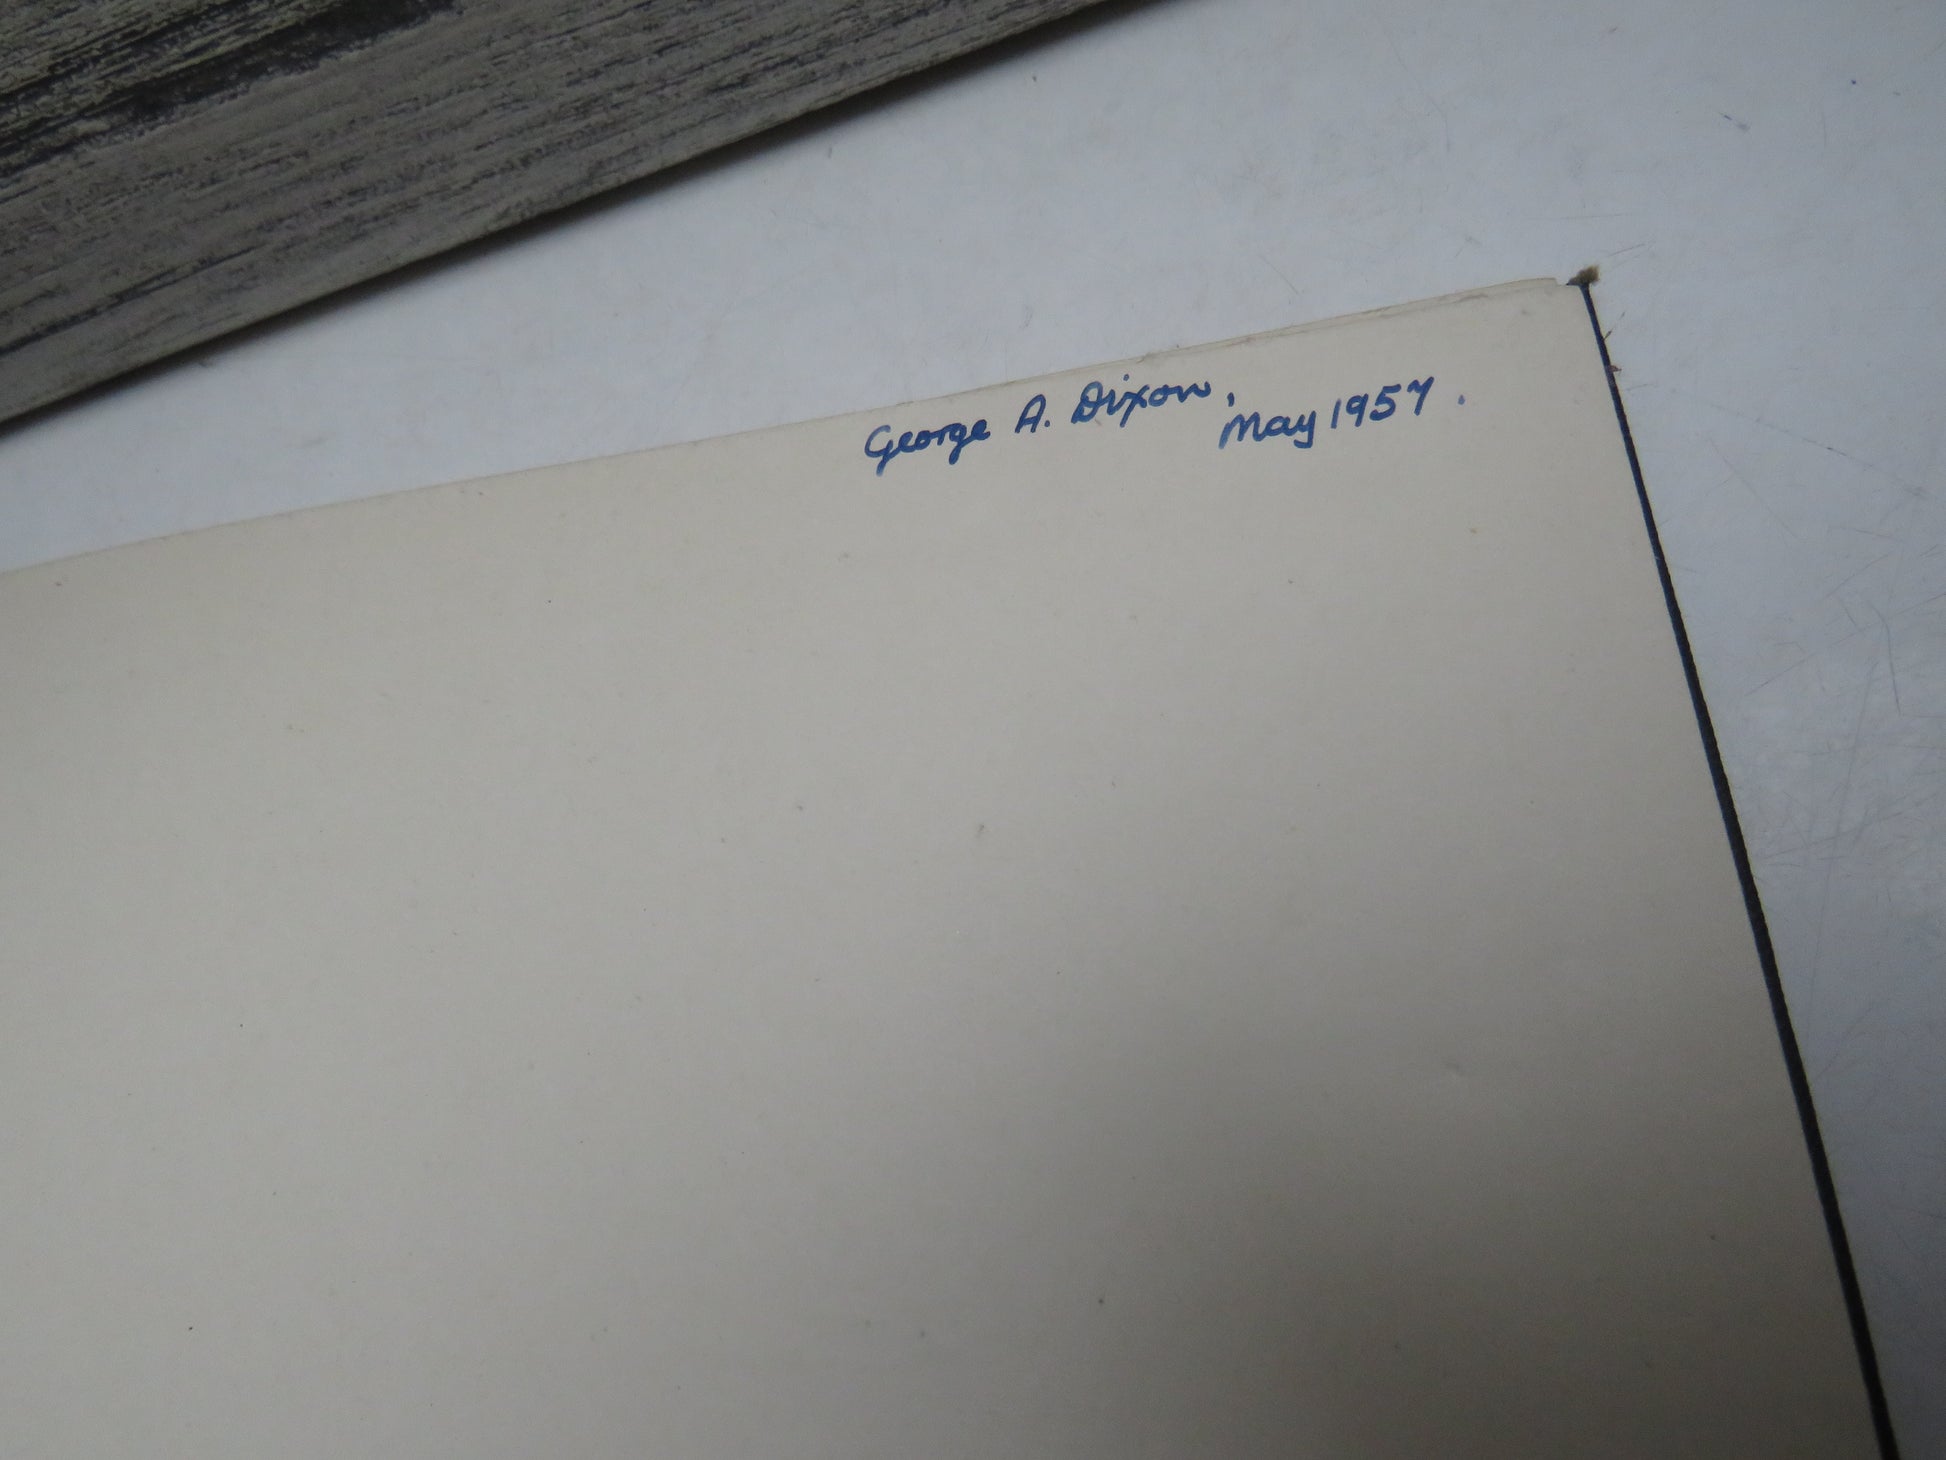 George A. Dixon,
May 1957.